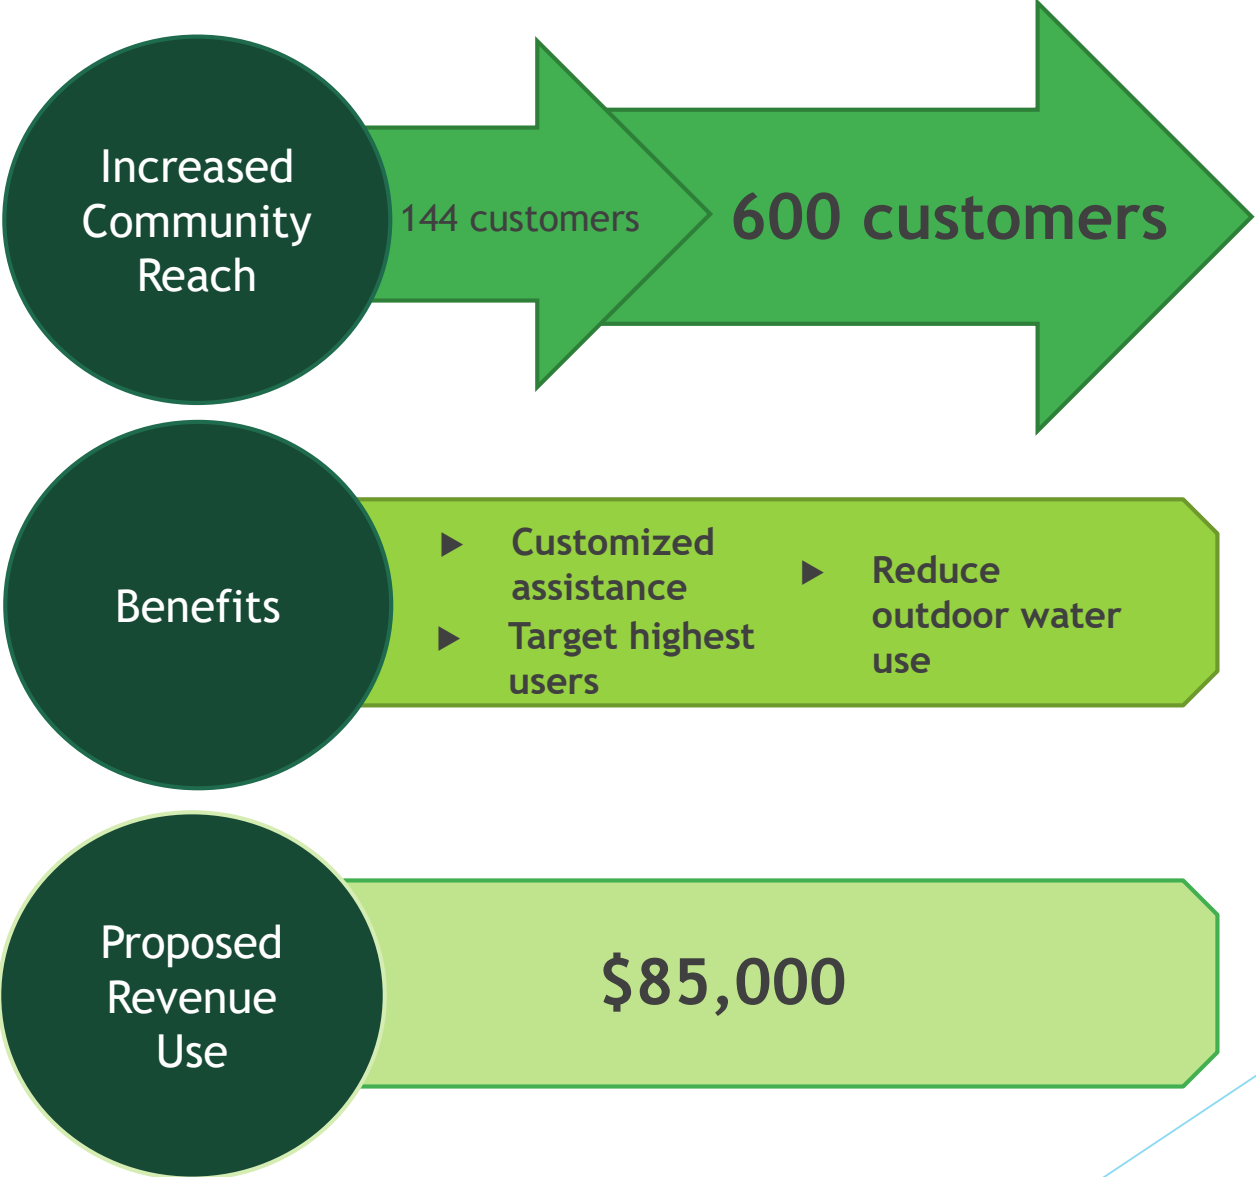 Increased
Community
Reach
144 customers
600 customers
Benefits
Customized
assistance
Target highest
users
Reduce
outdoor water
use
Proposed
Revenue
Use
$85,000